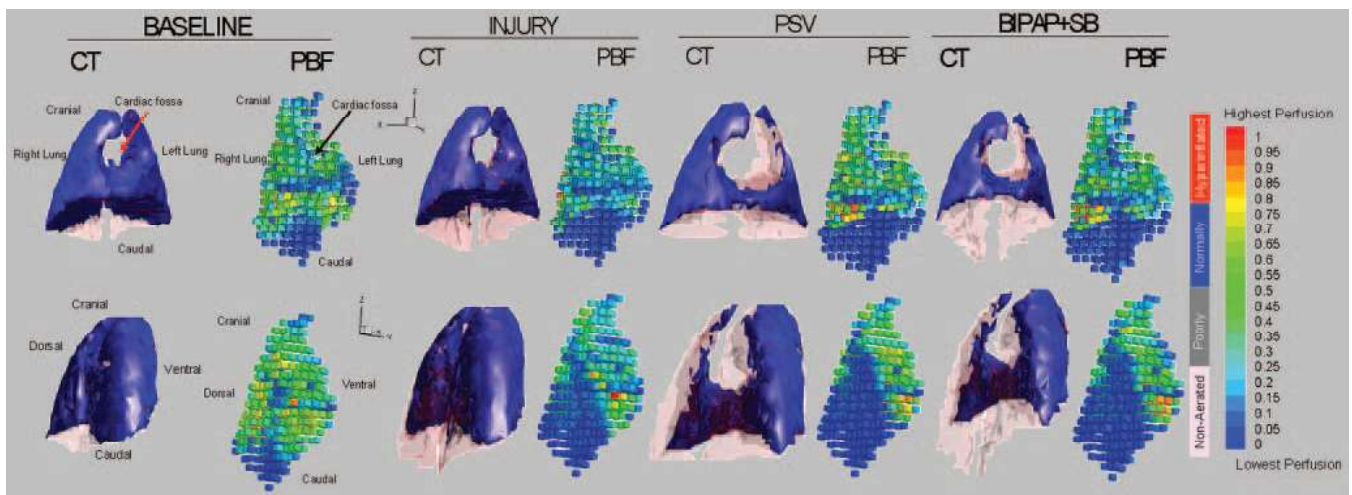 BASELINE
INJURY
PSV
BIPAP+SB
CT
PBF
CT
PBF
CT
PBF
CT
PBF
Cranial
Cardiac fossa
Right Lung
Left Lung
Caudal
Cranial
Cardiac fossa
Right Lung
Left Lung
Caudal
Z
X
Y
Cranial
Dorsal
Ventral
Caudal
Cranial
Dorsal
Ventral
Caudal
Z
Y
Hyperinflated
Normally
Poorly
Non-Aerated
Highest Perfusion
1
0.95
0.9
0.85
0.8
0.75
0.7
0.65
0.6
0.55
0.5
0.45
0.4
0.35
0.3
0.25
0.2
0.15
0.1
0.05
0
Lowest Perfusion